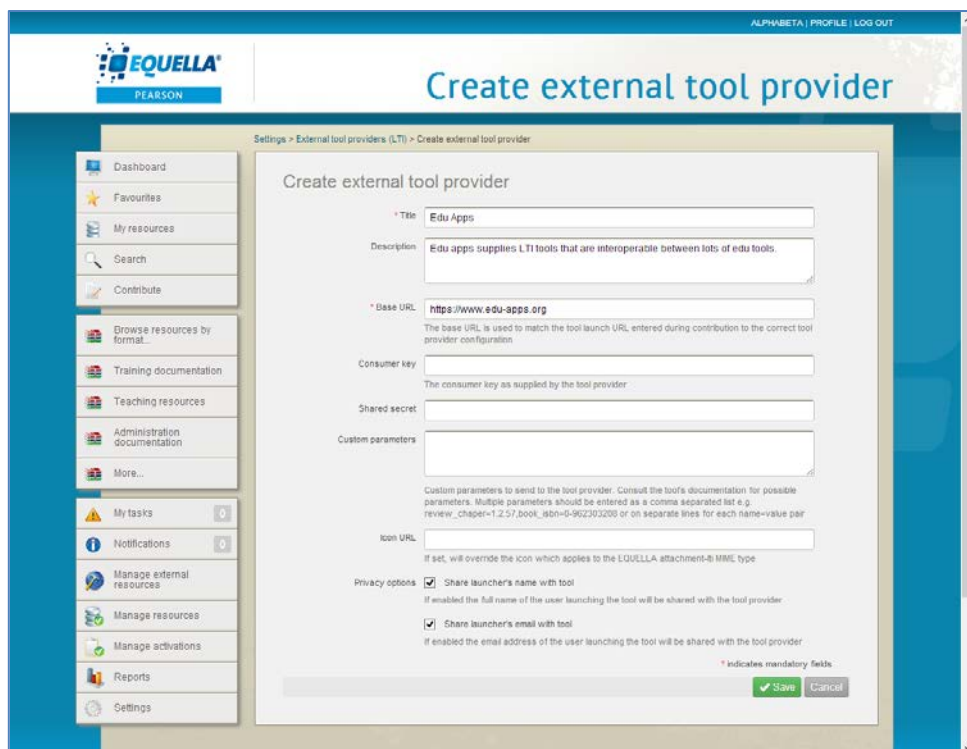 ALPHABETA | PROFILE | LOG OUT
EQUELLA
PEARSON
Create external tool provider
Settings > External tool providers (LTI) > Create external tool provider
Dashboard
Favourites
My resources
Search
Contribute
Browse resources by
format...
Training documentation
Teaching resources
Administration
documentation
More...
My tasks 0
Notifications 0
Manage external
resources
Manage resources
Manage activations
Reports
Settings
Create external tool provider
* Title Edu Apps
Description Edu apps supplies LTI tools that are interoperable between lots of edu tools.
* Base URL https://www.edu-apps.org
The base URL is used to match the tool launch URL entered during contribution to the correct tool
provider configuration
Consumer key
The consumer key as supplied by the tool provider
Shared secret
Custom parameters
Custom parameters to send to the tool provider. Consult the tool's documentation for possible
parameters. Multiple parameters should be entered as a comma separated list e.g.
review_chaper=1.2.57,book_isbn=0-962303208 or on separate lines for each name=value pair
Icon URL
If set, will override the icon which applies to the EQUELLA attachment-lti MIME type
Privacy options Share launcher's name with tool
If enabled the full name of the user launching the tool will be shared with the tool provider
Share launcher's email with tool
If enabled the email address of the user launching the tool will be shared with the tool provider
* indicates mandatory fields
Save Cancel